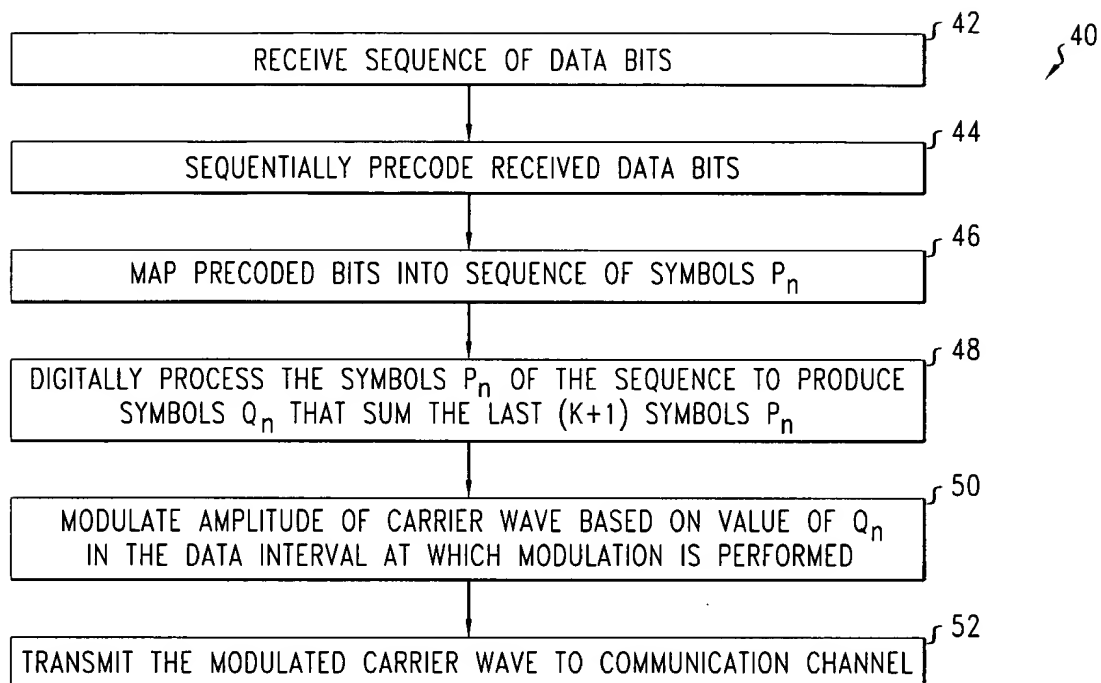 42
40
RECEIVE SEQUENCE OF DATA BITS
44
SEQUENTIALLY PRECODE RECEIVED DATA BITS
46
MAP PRECODED BITS INTO SEQUENCE OF SYMBOLS Pn
48
DIGITALLY PROCESS THE SYMBOLS Pn OF THE SEQUENCE TO PRODUCE
SYMBOLS Qn THAT SUM THE LAST (K+1) SYMBOLS Pn
50
MODULATE AMPLITUDE OF CARRIER WAVE BASED ON VALUE OF Qn
IN THE DATA INTERVAL AT WHICH MODULATION IS PERFORMED
52
TRANSMIT THE MODULATED CARRIER WAVE TO COMMUNICATION CHANNEL